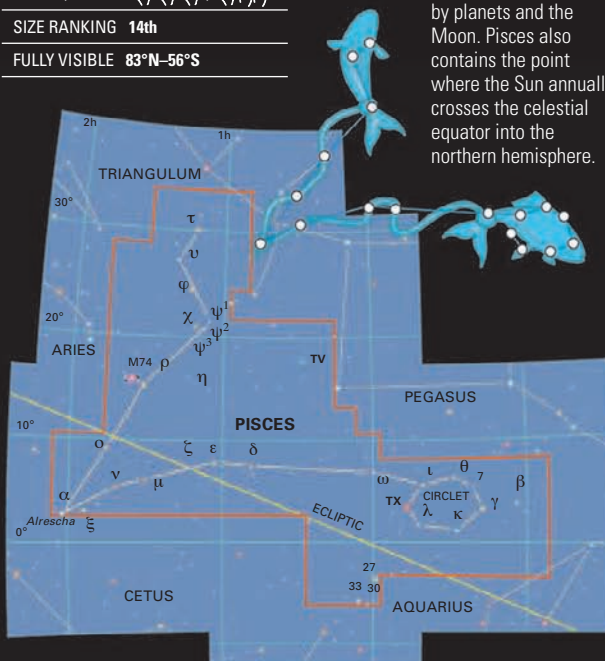 SIZE RANKING 14th
FULLY VISIBLE 83°N–56°S
by planets and the
Moon. Pisces also
contains the point
where the Sun annuall
crosses the celestial
equator into the
northern hemisphere.
2h
1h
TRIANGULUM
30°
τ
υ
φ
χ
ψ¹
ψ²
ψ³
20°
ARIES
M74
ρ
η
TV
PEGASUS
PISCES
10°
ο
ζ
ε
δ
ν
μ
ω
ι
θ
7
β
TX
CIRCLET
γ
λ
κ
α
Alrescha
ξ
0°
ECLIPTIC
27
33
30
CETUS
AQUARIUS